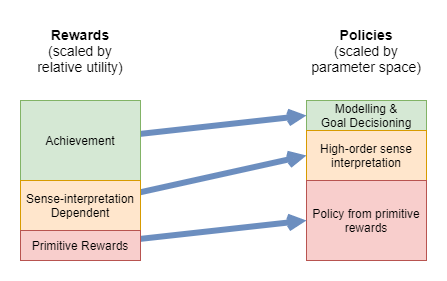 Rewards
(scaled by
relative utility)
Policies
(scaled by
parameter space)
Achievement
Sense-interpretation
Dependent
Primitive Rewards
Modelling &
Goal Decisioning
High-order sense
interpretation
Policy from primitive
rewards